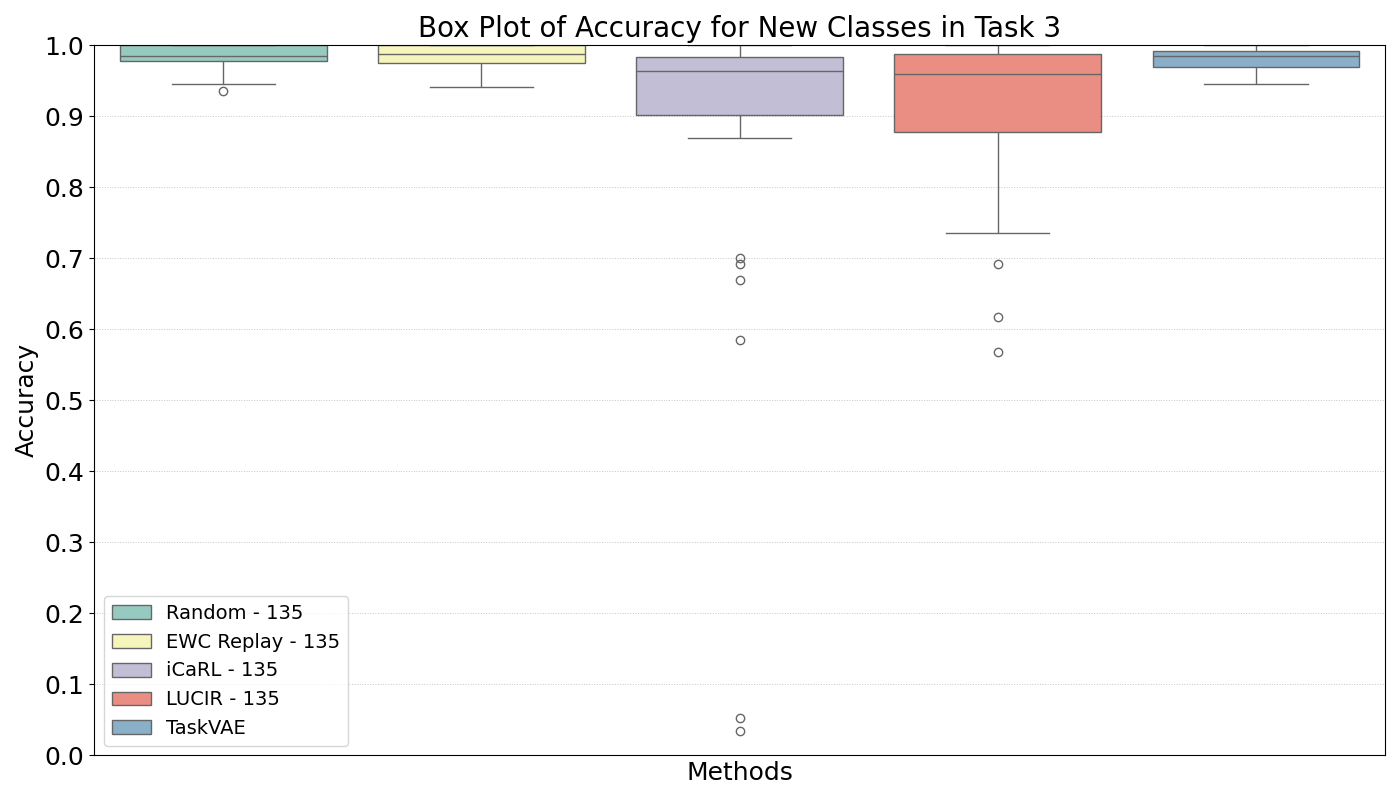 Box Plot of Accuracy for New Classes in Task 3
1.0
0.9
0.8
0.7
0.6
0.5
0.4
0.3
0.2
0.1
0.0
Accuracy
Random - 135
EWC Replay - 135
iCaRL - 135
LUCIR - 135
TaskVAE
Methods